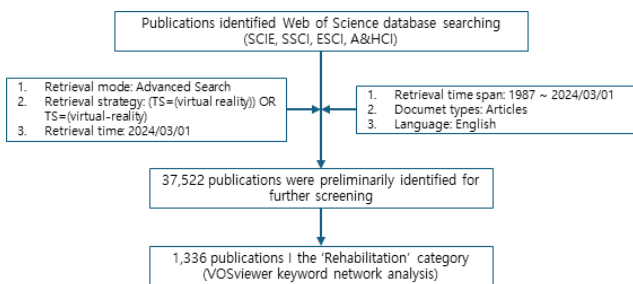 Publications identified Web of Science database searching
(SCIE, SSCI, ESCI, A&HCI)
1. Retrieval mode: Advanced Search
2. Retrieval strategy: (TS=(virtual reality)) OR
TS=(virtual-reality)
3. Retrieval time: 2024/03/01
1. Retrieval time span: 1987 ~ 2024/03/01
2. Documet types: Articles
3. Language: English
37,522 publications were preliminarily identified for
further screening
1,336 publications I the ‘Rehabilitation’ category
(VOSviewer keyword network analysis)